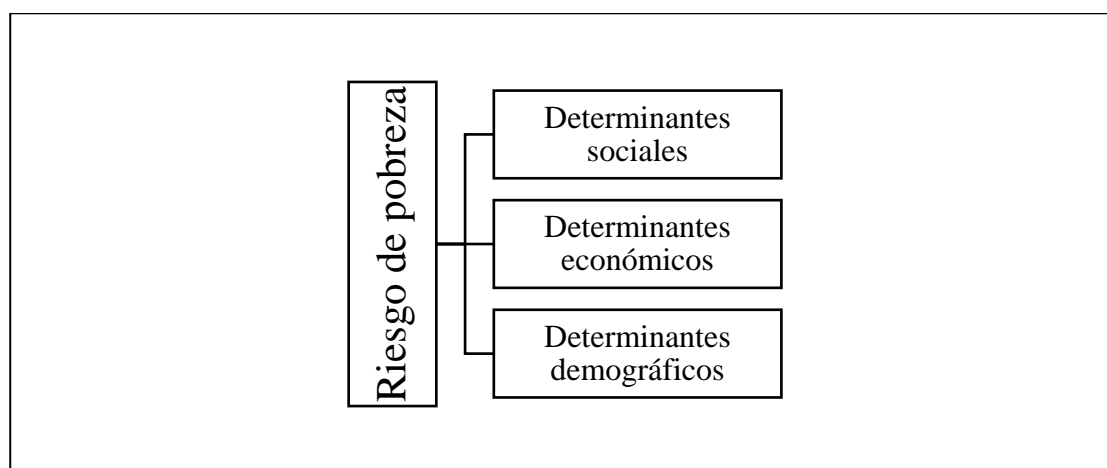 Riesgo de pobreza
Determinantes
sociales
Determinantes
económicos
Determinantes
demográficos